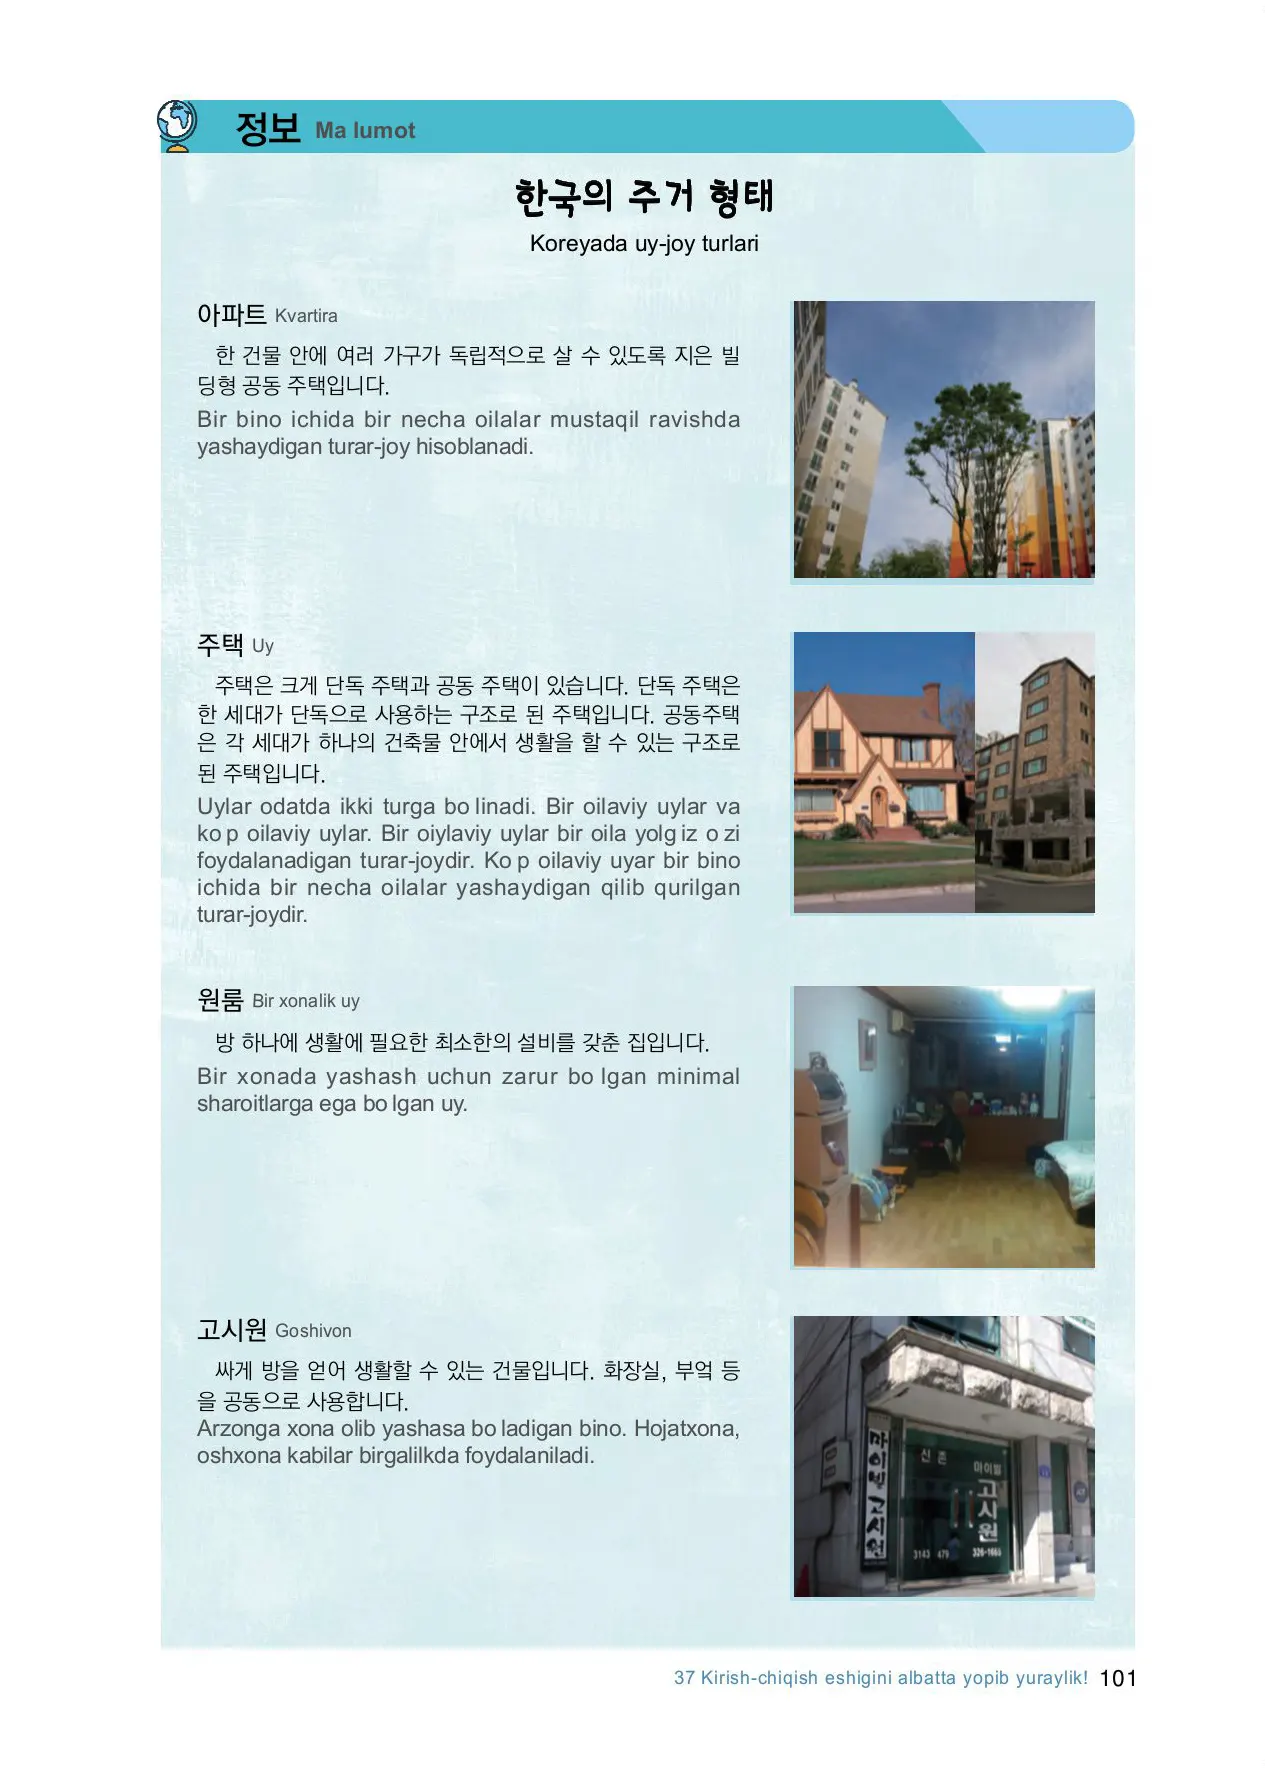 정보 Ma lumot
한국의 주거 형태
Koreyada uy-joy turlari
아파트 Kvartira
한 건물 안에 여러 가구가 독립적으로 살 수 있도록 지은 빌
딩형 공동 주택입니다.
Bir bino ichida bir necha oilalar mustaqil ravishda
yashaydigan turar-joy hisoblanadi.
주택 Uy
주택은 크게 단독 주택과 공동 주택이 있습니다. 단독 주택은
한 세대가 단독으로 사용하는 구조로 된 주택입니다. 공동주택
은 각 세대가 하나의 건축물 안에서 생활을 할 수 있는 구조로
된 주택입니다.
Uylar odatda ikki turga bo linadi. Bir oilaviy uylar va
ko p oilaviy uylar. Bir oiylaviy uylar bir oila yolg iz o zi
foydalanadigan turar-joydir. Ko p oilaviy uyar bir bino
ichida bir necha oilalar yashaydigan qilib qurilgan
turar-joydir.
원룸 Bir xonalik uy
방 하나에 생활에 필요한 최소한의 설비를 갖춘 집입니다.
Bir xonada yashash uchun zarur bo lgan minimal
sharoitlarga ega bo lgan uy.
고시원 Goshivon
싸게 방을 얻어 생활할 수 있는 건물입니다. 화장실, 부엌 등
을 공동으로 사용합니다.
Arzonga xona olib yashasa bo ladigan bino. Hojatxona,
oshxona kabilar birgalilkda foydalaniladi.
마이빌 고시원
신촌 마이빌
고시원
3143 479 326-1665
37 Kirish-chiqish eshigini albatta yopib yuraylik! 101